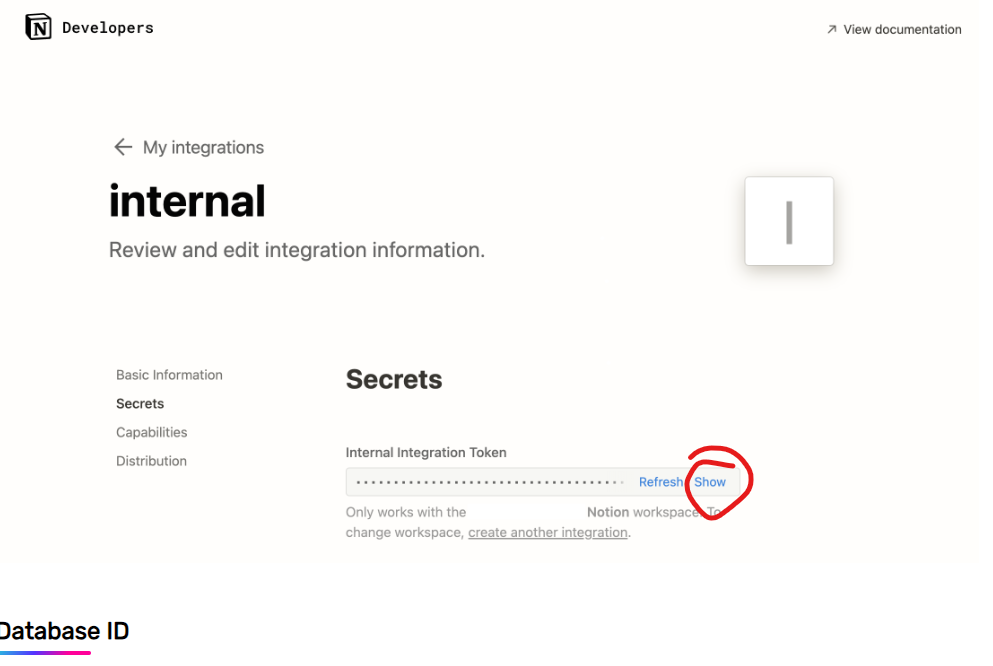 Developers
View documentation
My integrations
internal
Review and edit integration information.
Basic Information
Secrets
Capabilities
Distribution
Secrets
Internal Integration Token
Refresh Show
Only works with the Notion workspace. To
change workspace, create another integration.
Database ID